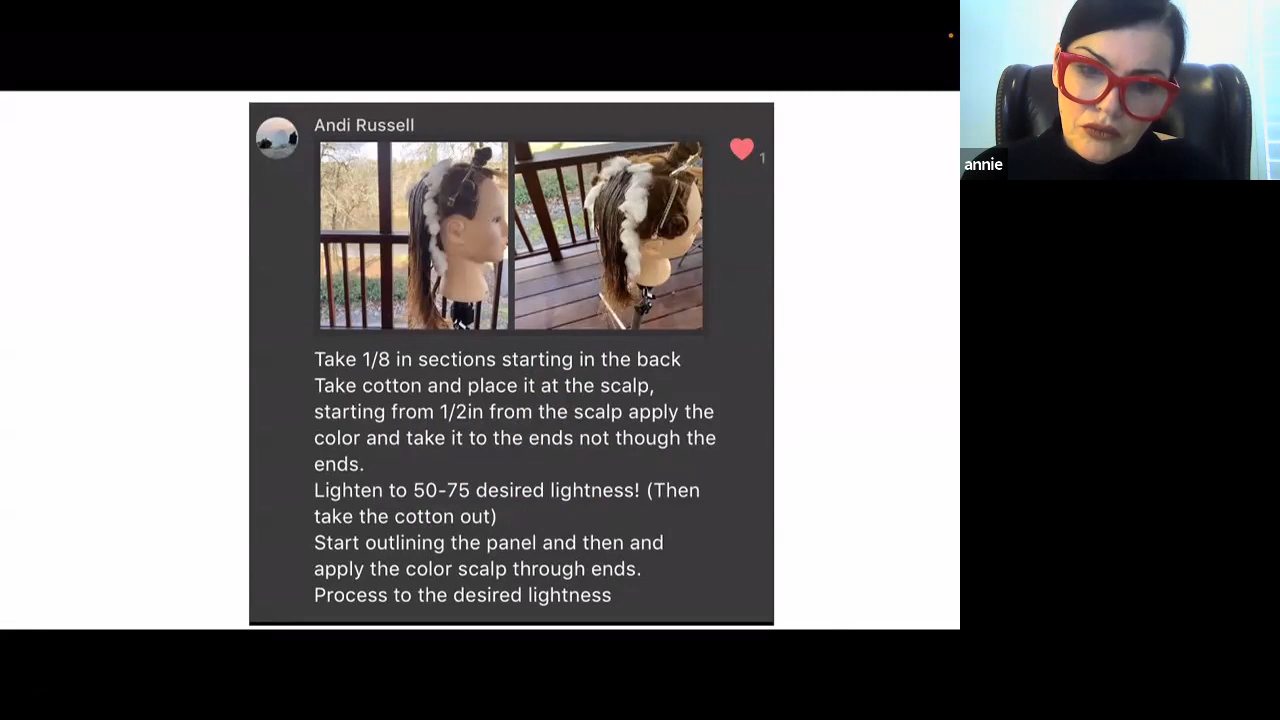 Andi Russell
1
Take 1/8 in sections starting in the back
Take cotton and place it at the scalp,
starting from 1/2in from the scalp apply the
color and take it to the ends not though the
ends.
Lighten to 50-75 desired lightness! (Then
take the cotton out)
Start outlining the panel and then and
apply the color scalp through ends.
Process to the desired lightness
annie